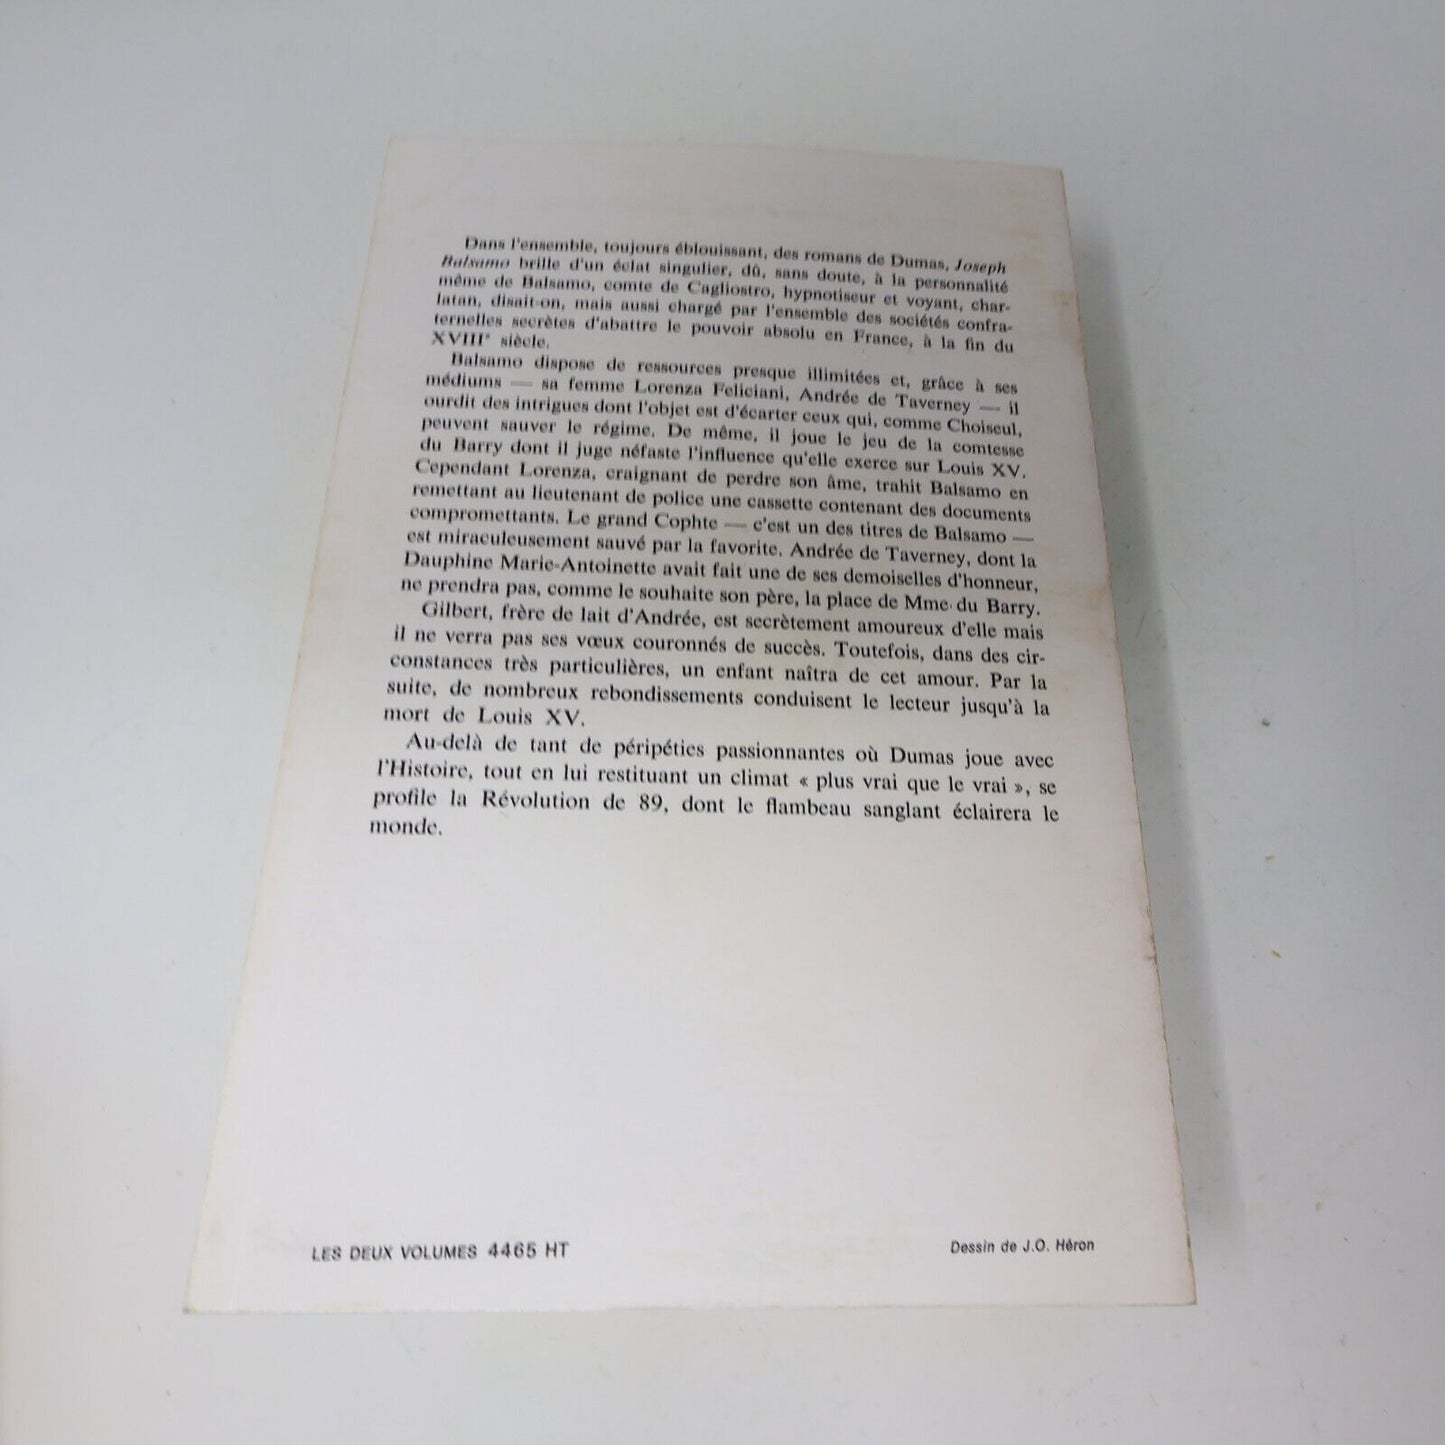 Dans l'ensemble, toujours éblouissant, des romans de Dumas, Joseph
Balsamo brille d'un éclat singulier, dû, sans doute, à la personnalité
même de Balsamo, comte de Cagliostro, hypnotiseur et voyant, char-
latan, disait-on, mais aussi chargé par l'ensemble des sociétés confra-
ternelles secrètes d'abattre le pouvoir absolu en France, à la fin du
XVIIIe siècle.
Balsamo dispose de ressources presque illimitées et, grâce à ses
médiums — sa femme Lorenza Feliciani, Andrée de Taverney — il
ourdit des intrigues dont l'objet est d'écarter ceux qui, comme Choiseul,
peuvent sauver le régime. De même, il joue le jeu de la comtesse
du Barry dont il juge néfaste l'influence qu'elle exerce sur Louis XV.
Cependant Lorenza, craignant de perdre son âme, trahit Balsamo en
remettant au lieutenant de police une cassette contenant des documents
compromettants. Le grand Cophte — c'est un des titres de Balsamo —
est miraculeusement sauvé par la favorite. Andrée de Taverney, dont la
Dauphine Marie-Antoinette avait fait une de ses demoiselles d'honneur,
ne prendra pas, comme le souhaite son père, la place de Mme du Barry.
Gilbert, frère de lait d'Andrée, est secrètement amoureux d'elle mais
il ne verra pas ses vœux couronnés de succès. Toutefois, dans des cir-
constances très particulières, un enfant naîtra de cet amour. Par la
suite, de nombreux rebondissements conduisent le lecteur jusqu'à la
mort de Louis XV.
Au-delà de tant de péripéties passionnantes où Dumas joue avec
l'Histoire, tout en lui restituant un climat « plus vrai que le vrai », se
profile la Révolution de 89, dont le flambeau sanglant éclairera le
monde.
LES DEUX VOLUMES 4465 HT
Dessin de J.O. Héron